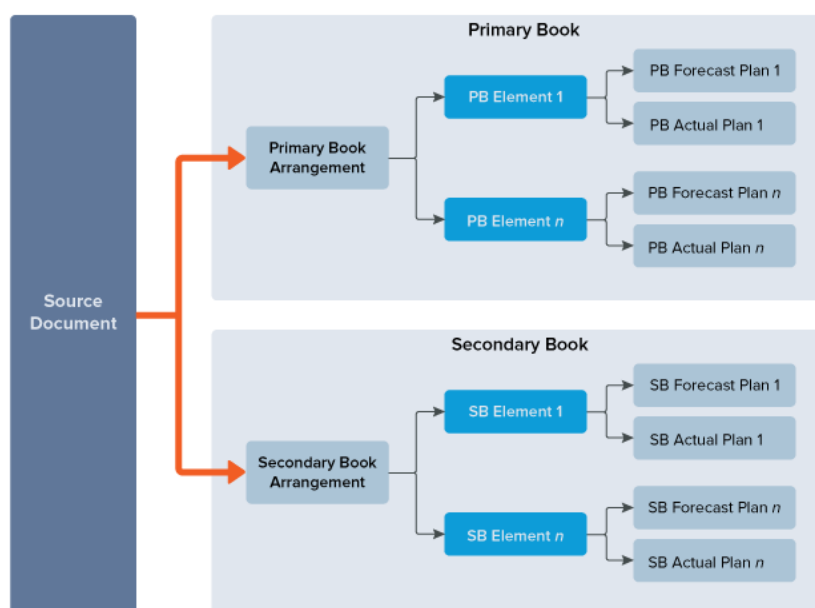 Source
Document
Primary Book
Primary Book
Arrangement
PB Element 1
PB Forecast Plan 1
PB Actual Plan 1
PB Element n
PB Forecast Plan n
PB Actual Plan n
Secondary Book
Secondary Book
Arrangement
SB Element 1
SB Forecast Plan 1
SB Actual Plan 1
SB Element n
SB Forecast Plan n
SB Actual Plan n